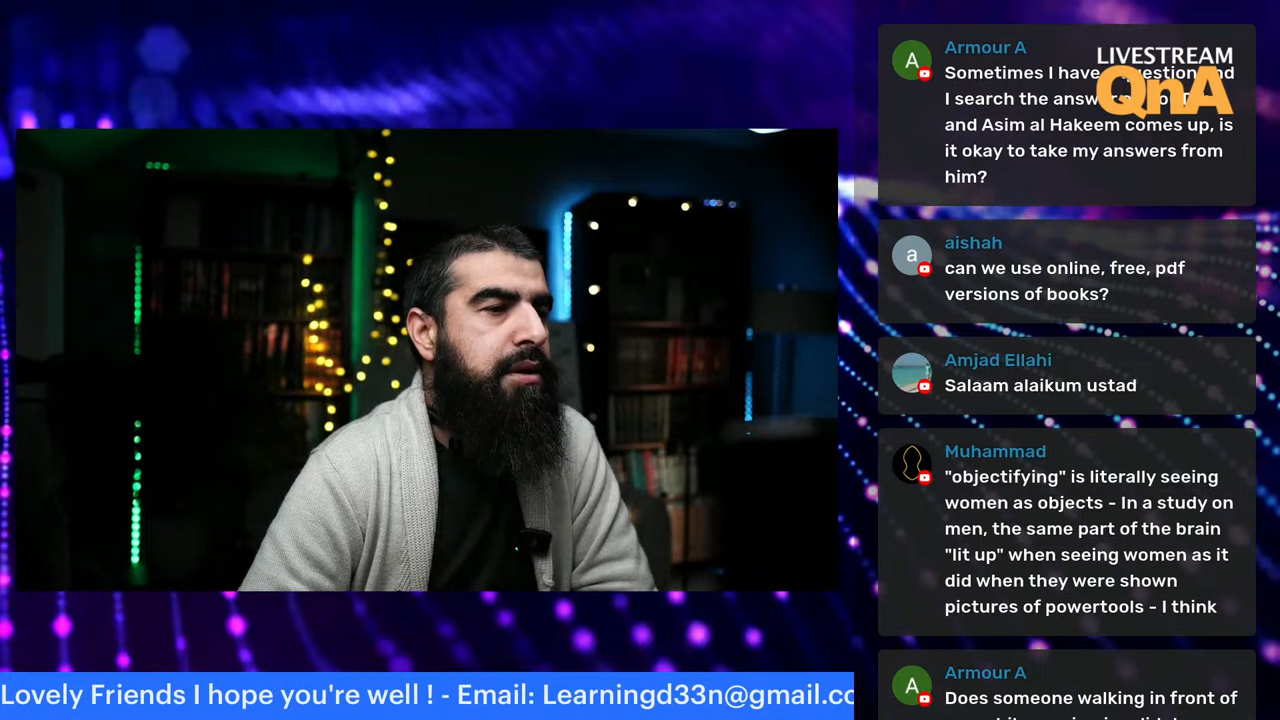 Armour A
Sometimes I have
I search the
and Asim al Hakeem comes up, is
it okay to take my answers from
him?
LIVESTREAM
QnA
A
aishah
can we use online, free, pdf
versions of books?
a
Amjad Ellahi
Salaam alaikum ustad
Muhammad
"objectifying" is literally seeing
women as objects - In a study on
men, the same part of the brain
"lit up" when seeing women as it
did when they were shown
pictures of powertools - I think
Armour A
Does someone walking in front of
A
Lovely Friends I hope you're well ! - Email: Learningd33n@gmail.co